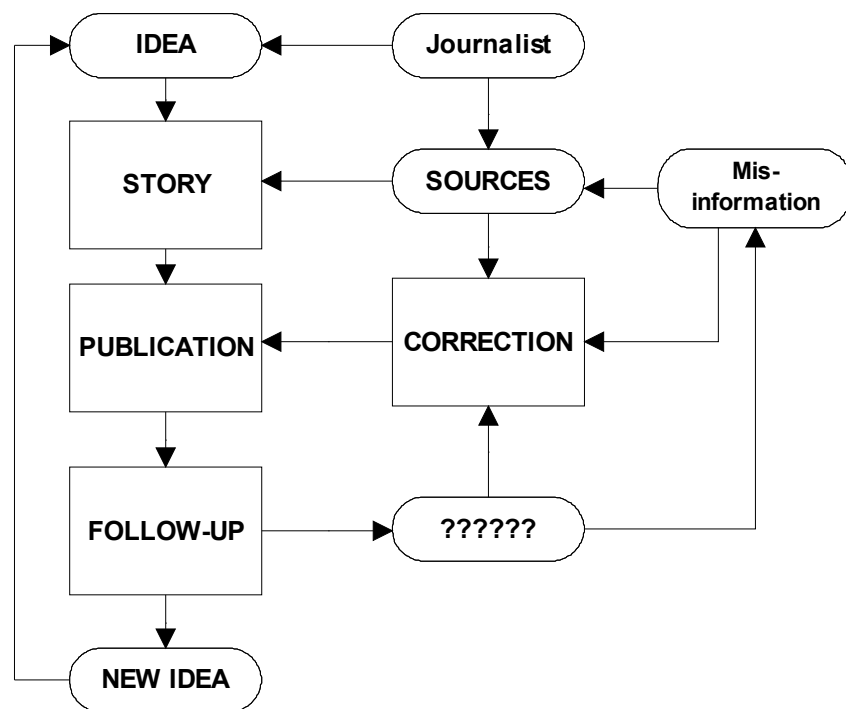 IDEA
Journalist
STORY
SOURCES
Mis-
information
PUBLICATION
CORRECTION
FOLLOW-UP
??????
NEW IDEA